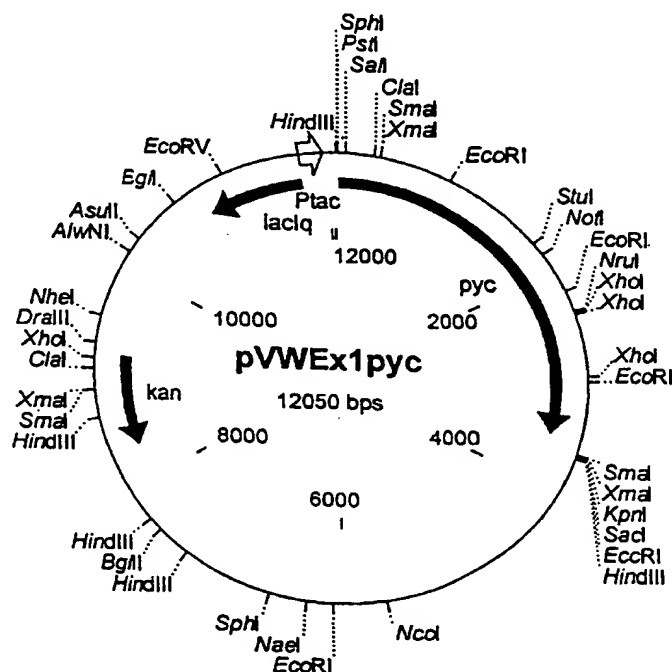 SphI
PstI
SalI
ClaI
SmaI
XmaI
HindIII
EcoRV
EcoRI
BglI
StuI
NotI
AsuII
AlwNI
Ptac
lacIq
12000
EcoRI
NruI
XhoI
XhoI
pyc
10000
2000
NheI
DraIII
XhoI
ClaI
pVWEx1pyc
XhoI
EcoRI
kan
12050 bps
XmaI
SmaI
HindIII
8000
4000
SmaI
XmaI
KpnI
SacI
EccRI
HindIII
6000
HindIII
BglII
HindIII
SphI
NaeI
EcoRI
NcoI